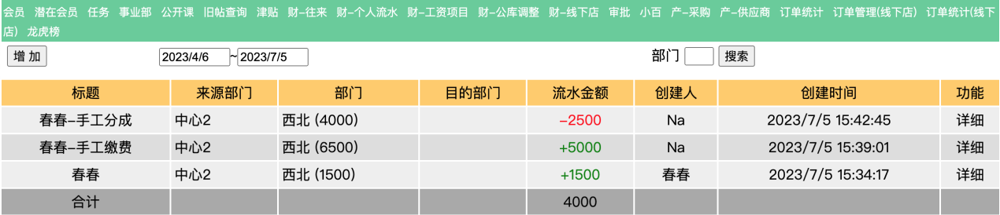 会员 潜在会员 任务 事业部 公开课 旧帖查询 津贴 财-往来 财-个人流水 财-工资项目 财-公库调整 财-线下店 审批 小百 产-采购 产-供应商 订单统计 订单管理(线下店) 订单统计(线下
店) 龙虎榜
增 加 2023/4/6~2023/7/5 部门 搜索
标题 来源部门 部门 目的部门 流水金额 创建人 创建时间 功能
春春-手工分成 中心2 西北 (4000) -2500 Na 2023/7/5 15:42:45 详细
春春-手工缴费 中心2 西北 (6500) +5000 Na 2023/7/5 15:39:01 详细
春春 中心2 西北 (1500) +1500 春春 2023/7/5 15:34:17 详细
合计 4000